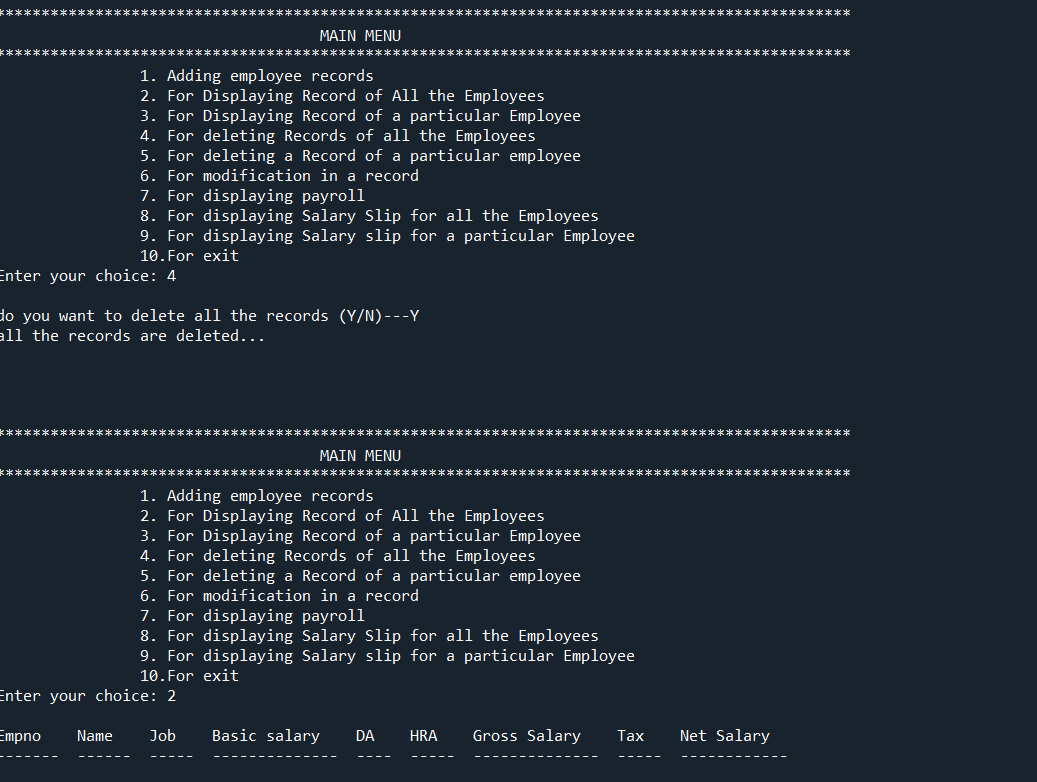 ***********************************************************************************************
MAIN MENU
***********************************************************************************************
1. Adding employee records
2. For Displaying Record of All the Employees
3. For Displaying Record of a particular Employee
4. For deleting Records of all the Employees
5. For deleting a Record of a particular employee
6. For modification in a record
7. For displaying payroll
8. For displaying Salary Slip for all the Employees
9. For displaying Salary slip for a particular Employee
10.For exit
Enter your choice: 4
do you want to delete all the records (Y/N)---Y
all the records are deleted...
***********************************************************************************************
MAIN MENU
***********************************************************************************************
1. Adding employee records
2. For Displaying Record of All the Employees
3. For Displaying Record of a particular Employee
4. For deleting Records of all the Employees
5. For deleting a Record of a particular employee
6. For modification in a record
7. For displaying payroll
8. For displaying Salary Slip for all the Employees
9. For displaying Salary slip for a particular Employee
10.For exit
Enter your choice: 2
Empno Name Job Basic salary DA HRA Gross Salary Tax Net Salary
------- ------ ----- -------------- ---- ----- -------------- ----- ------------